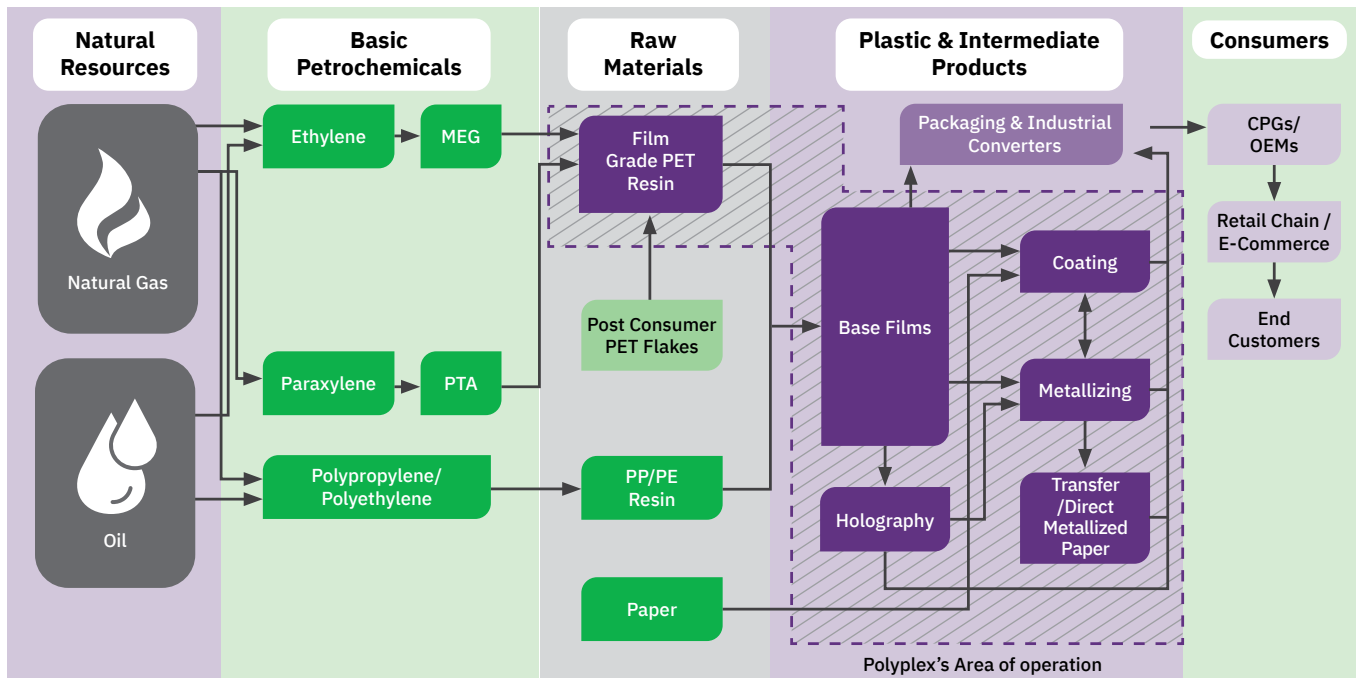 Natural
Resources
Basic
Petrochemicals
Raw
Materials
Plastic & Intermediate
Products
Consumers
Natural Gas
Oil
Ethylene
MEG
Paraxylene
PTA
Polypropylene/
Polyethylene
Film
Grade PET
Resin
Post Consumer
PET Flakes
PP/PE
Resin
Paper
Packaging & Industrial
Converters
Base Films
Coating
Metallizing
Holography
Transfer
/Direct
Metallized
Paper
Polyplex’s Area of operation
CPGs/
OEMs
Retail Chain /
E-Commerce
End
Customers